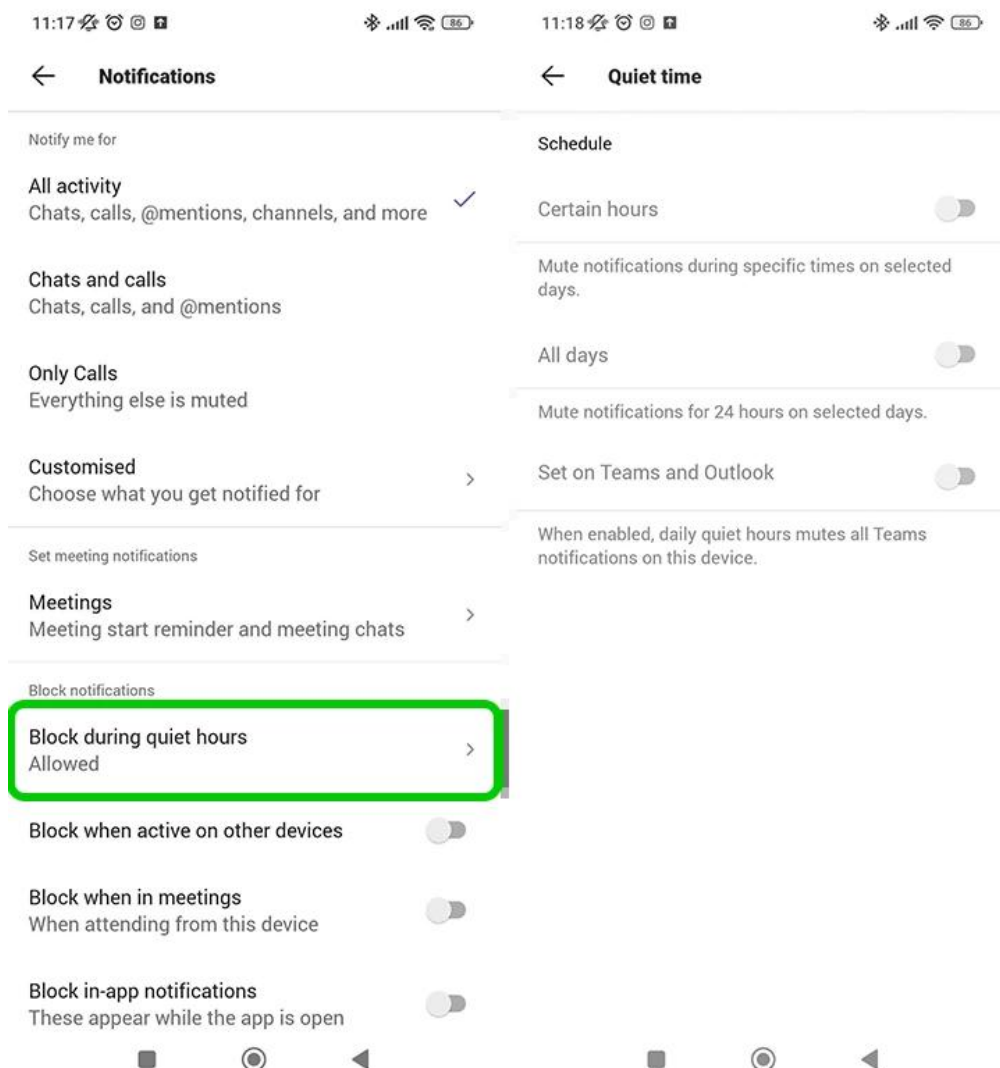 11:17
86
Notifications
Notify me for
All activity
Chats, calls, @mentions, channels, and more
Chats and calls
Chats, calls, and @mentions
Only Calls
Everything else is muted
Customised
Choose what you get notified for
Set meeting notifications
Meetings
Meeting start reminder and meeting chats
Block notifications
Block during quiet hours
Allowed
Block when active on other devices
Block when in meetings
When attending from this device
Block in-app notifications
These appear while the app is open
11:18
86
Quiet time
Schedule
Certain hours
Mute notifications during specific times on selected
days.
All days
Mute notifications for 24 hours on selected days.
Set on Teams and Outlook
When enabled, daily quiet hours mutes all Teams
notifications on this device.